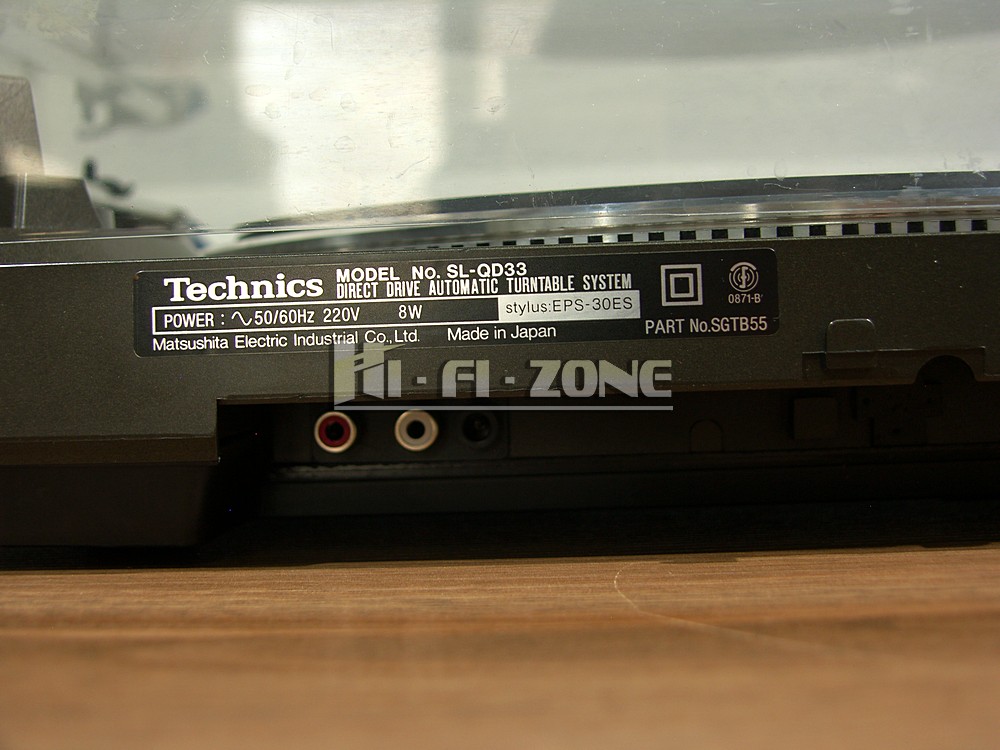 Technics MODEL No. SL-QD33
DIRECT DRIVE AUTOMATIC TURNTABLE SYSTEM
POWER : ∿50/60Hz 220V 8W stylus:EPS-30ES
Matsushita Electric Industrial Co.,Ltd. Made in Japan
0871-B
PART No.SGTB55
Hi-Fi-ZONE